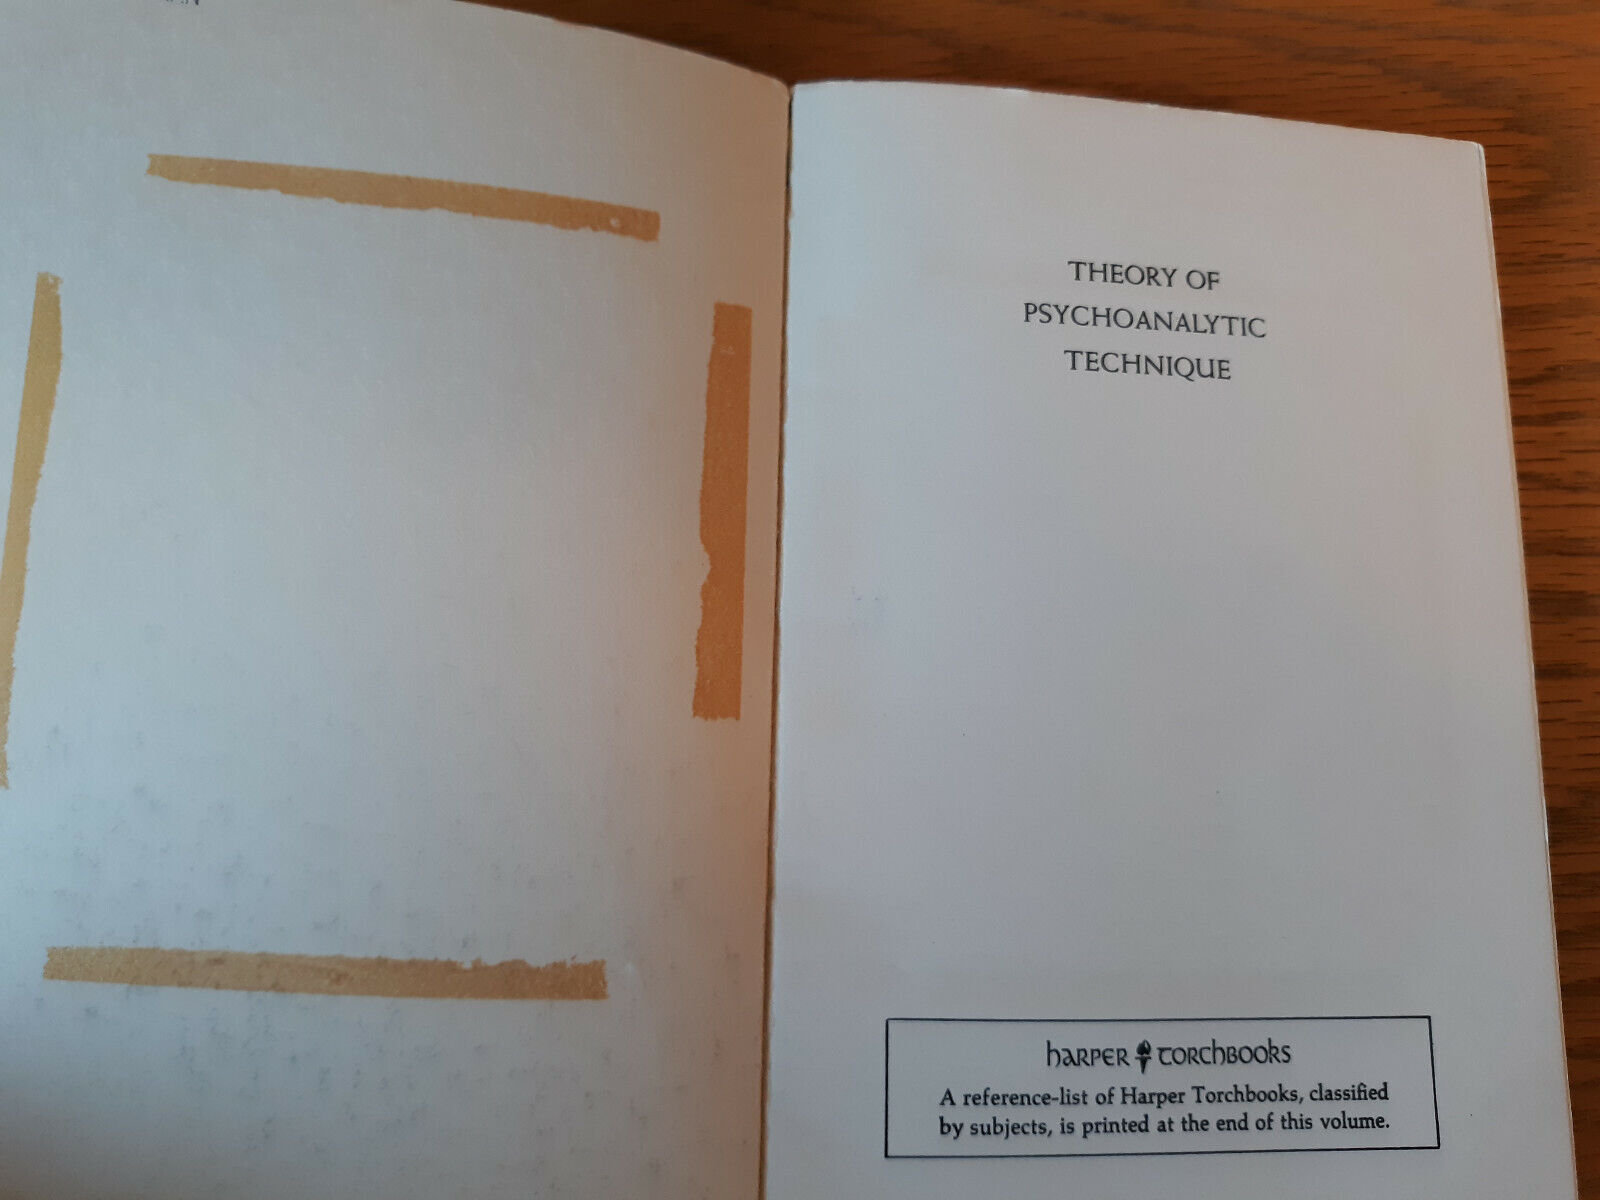 THEORY OF
PSYCHOANALYTIC
TECHNIQUE
HARPER TORCHBOOKS
A reference-list of Harper Torchbooks, classified
by subjects, is printed at the end of this volume.